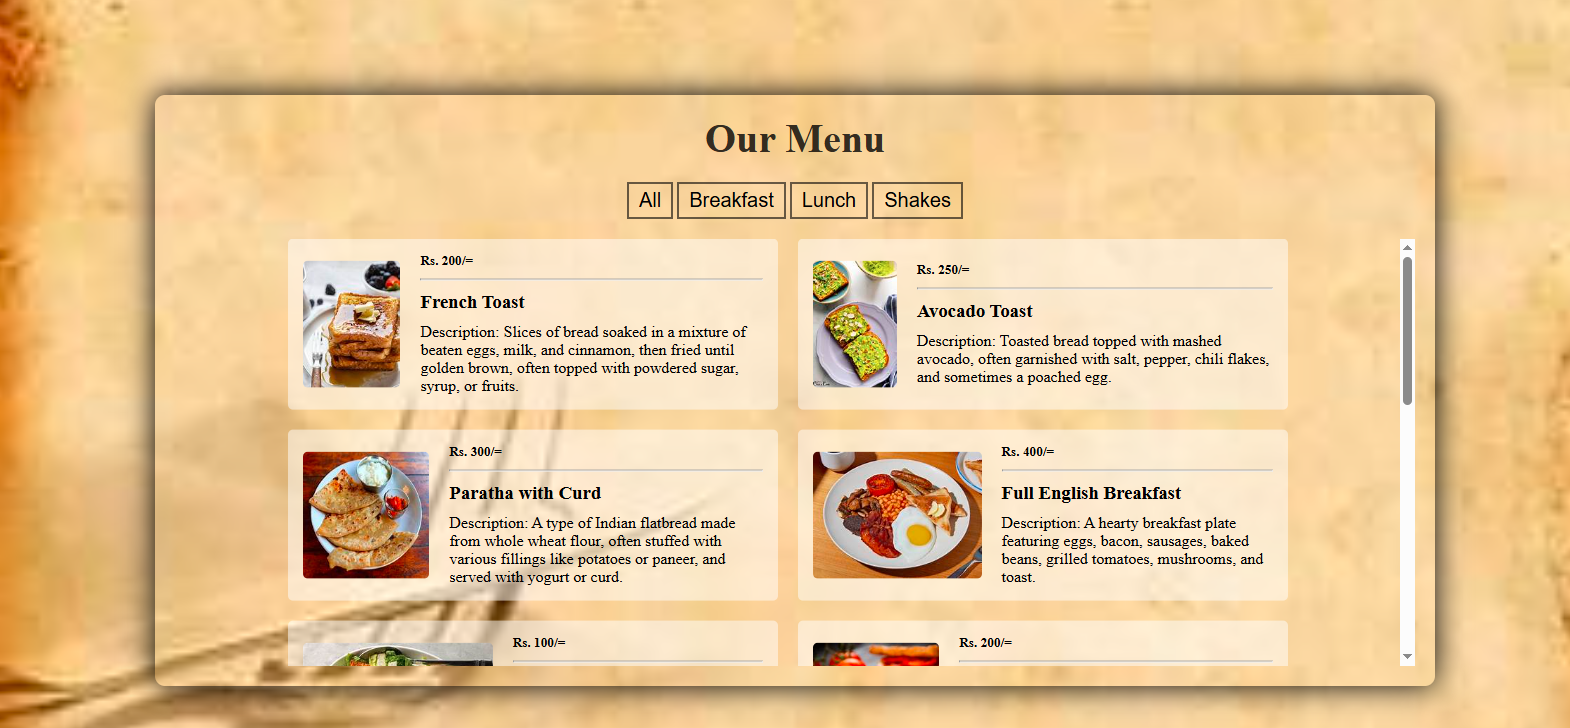 Our Menu
All
Breakfast
Lunch
Shakes
Rs. 200/=
French Toast
Description: Slices of bread soaked in a mixture of
beaten eggs, milk, and cinnamon, then fried until
golden brown, often topped with powdered sugar,
syrup, or fruits.
Rs. 250/=
Avocado Toast
Description: Toasted bread topped with mashed
avocado, often garnished with salt, pepper, chili flakes,
and sometimes a poached egg.
Rs. 300/=
Paratha with Curd
Description: A type of Indian flatbread made
from whole wheat flour, often stuffed with
various fillings like potatoes or paneer, and
served with yogurt or curd.
Rs. 400/=
Full English Breakfast
Description: A hearty breakfast plate
featuring eggs, bacon, sausages, baked
beans, grilled tomatoes, mushrooms, and
toast.
Rs. 100/=
Rs. 200/=